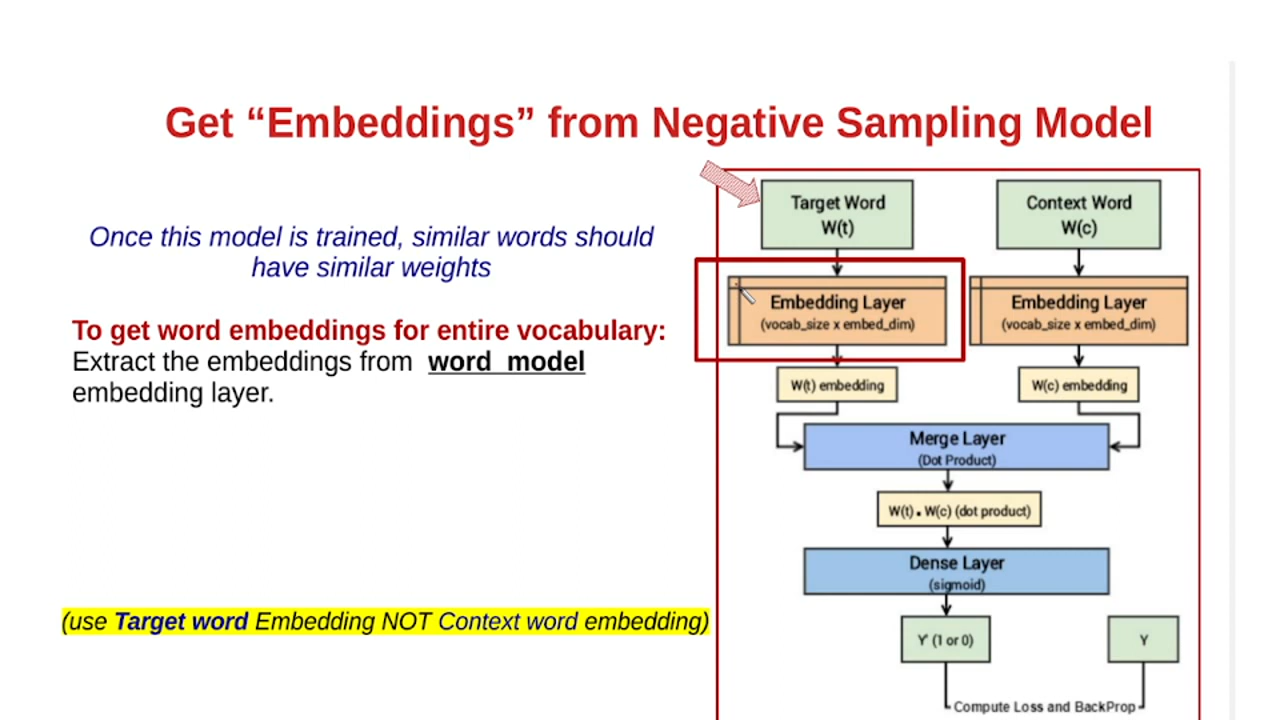 Get “Embeddings” from Negative Sampling Model
Once this model is trained, similar words should
have similar weights
To get word embeddings for entire vocabulary:
Extract the embeddings from word_model
embedding layer.
(use Target word Embedding NOT Context word embedding)
Target Word
W(t)
Context Word
W(c)
Embedding Layer
(vocab_size x embed_dim)
Embedding Layer
(vocab_size x embed_dim)
W(t) embedding
W(c) embedding
Merge Layer
(Dot Product)
W(t) . W(c) (dot product)
Dense Layer
(sigmoid)
Y' (1 or 0)
Y
Compute Loss and BackProp